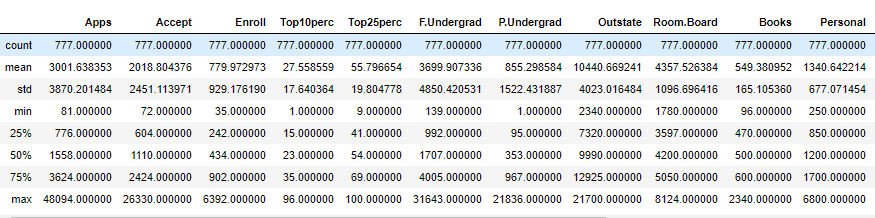 Apps Accept Enroll Top10perc Top25perc F.Undergrad P.Undergrad Outstate Room.Board Books Personal
count 777.000000 777.000000 777.000000 777.000000 777.000000 777.000000 777.000000 777.000000 777.000000 777.000000 777.000000
mean 3001.638353 2018.804376 779.972973 27.558559 55.796654 3699.907336 855.298584 10440.669241 4357.526384 549.380952 1340.642214
std 3870.201484 2451.113971 929.176190 17.640364 19.804778 4850.420531 1522.431887 4023.016484 1096.696416 165.105360 677.071454
min 81.000000 72.000000 35.000000 1.000000 9.000000 139.000000 1.000000 2340.000000 1780.000000 96.000000 250.000000
25% 776.000000 604.000000 242.000000 15.000000 41.000000 992.000000 95.000000 7320.000000 3597.000000 470.000000 850.000000
50% 1558.000000 1110.000000 434.000000 23.000000 54.000000 1707.000000 353.000000 9990.000000 4200.000000 500.000000 1200.000000
75% 3624.000000 2424.000000 902.000000 35.000000 69.000000 4005.000000 967.000000 12925.000000 5050.000000 600.000000 1700.000000
max 48094.000000 26330.000000 6392.000000 96.000000 100.000000 31643.000000 21836.000000 21700.000000 8124.000000 2340.000000 6800.000000